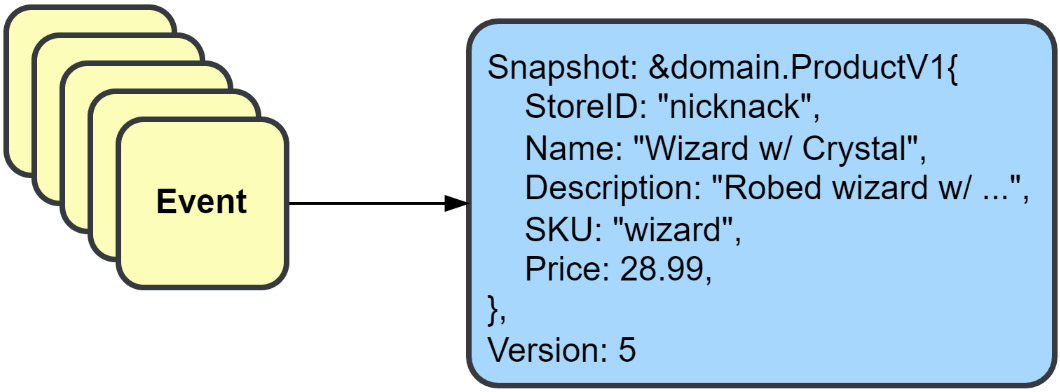 Event
Snapshot: &domain.ProductV1{
StoreID: "nicknack",
Name: "Wizard w/ Crystal",
Description: "Robed wizard w/ ...",
SKU: "wizard",
Price: 28.99,
},
Version: 5